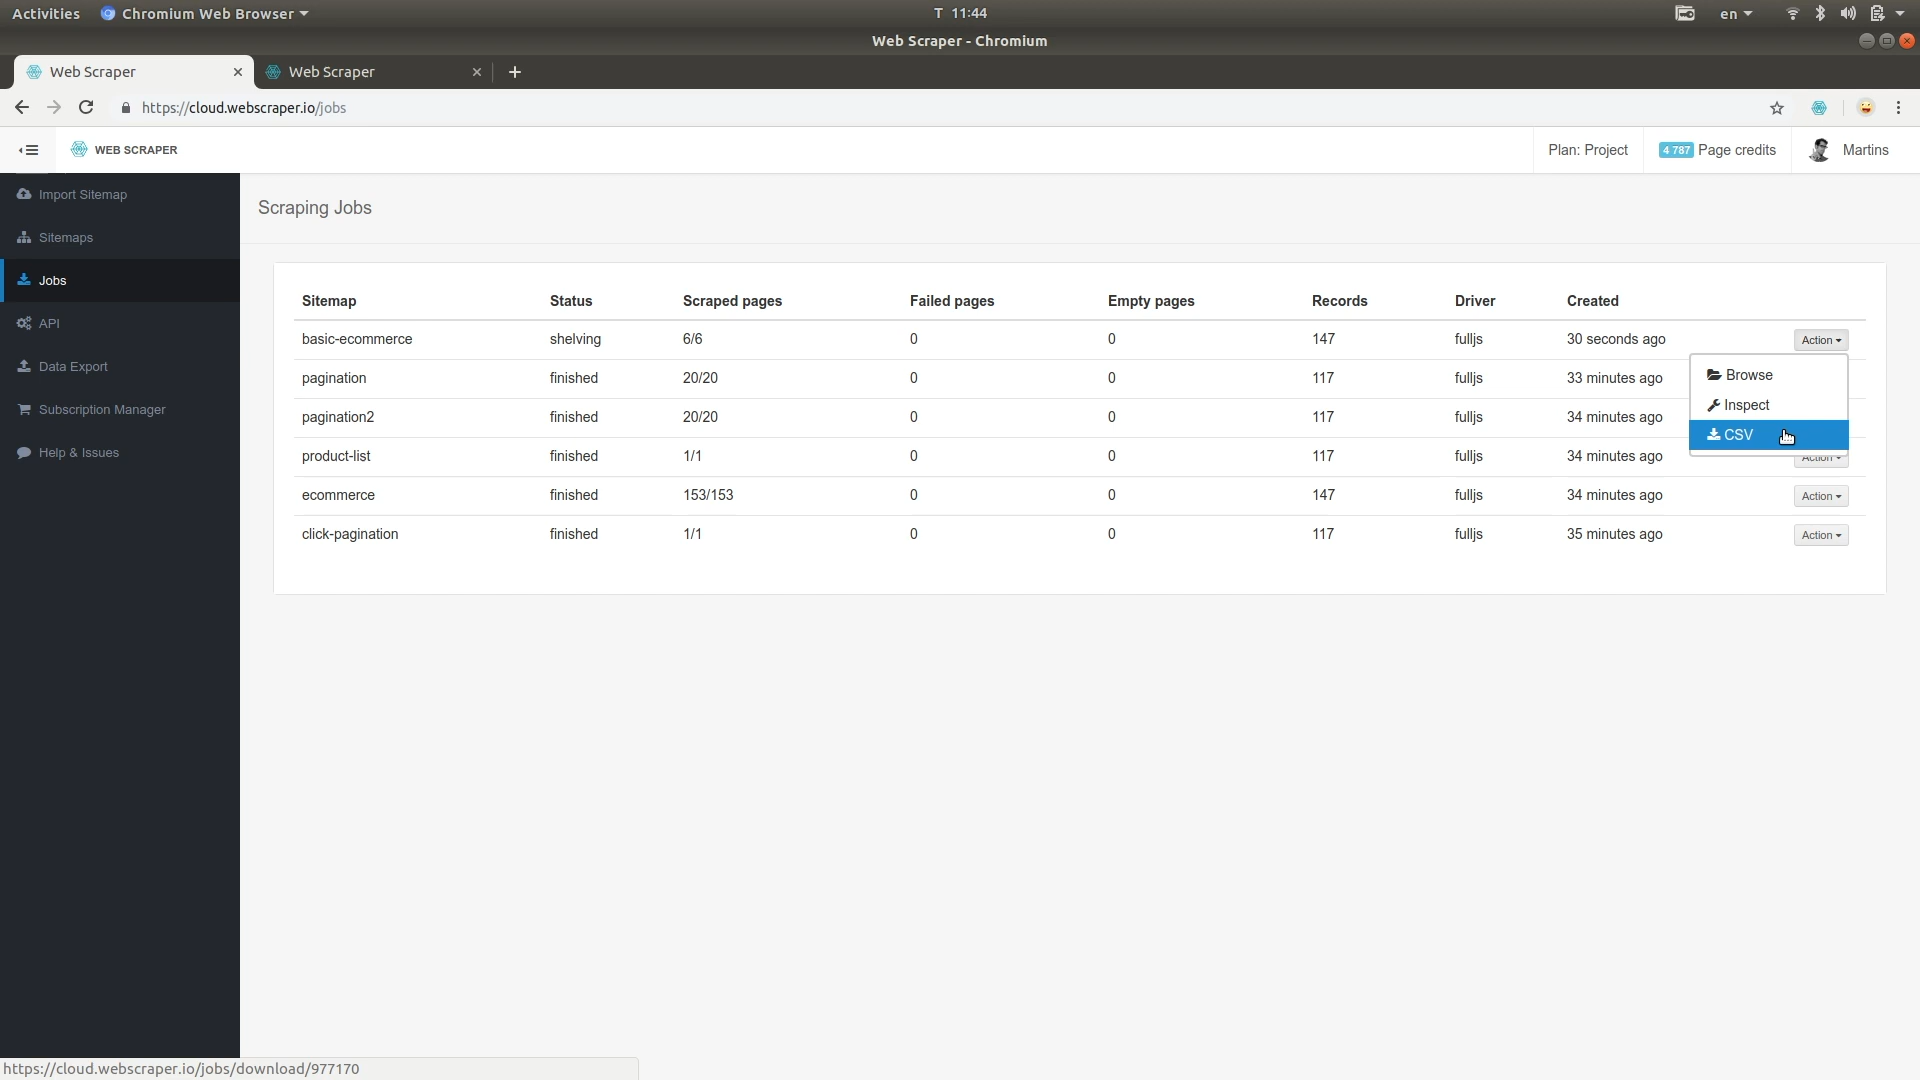 Activities Chromium Web Browser T 11:44 en
Web Scraper - Chromium
Web Scraper Web Scraper
https://cloud.webscraper.io/jobs
WEB SCRAPER Plan: Project 4 787 Page credits Martins
Import Sitemap
Sitemaps
Jobs
API
Data Export
Subscription Manager
Help & Issues
Scraping Jobs
Sitemap Status Scraped pages Failed pages Empty pages Records Driver Created
basic-ecommerce shelving 6/6 0 0 147 fulljs 30 seconds ago Action
pagination finished 20/20 0 0 117 fulljs 33 minutes ago
pagination2 finished 20/20 0 0 117 fulljs 34 minutes ago
product-list finished 1/1 0 0 117 fulljs 34 minutes ago Action
ecommerce finished 153/153 0 0 147 fulljs 34 minutes ago Action
click-pagination finished 1/1 0 0 117 fulljs 35 minutes ago Action
Browse
Inspect
CSV
https://cloud.webscraper.io/jobs/download/977170